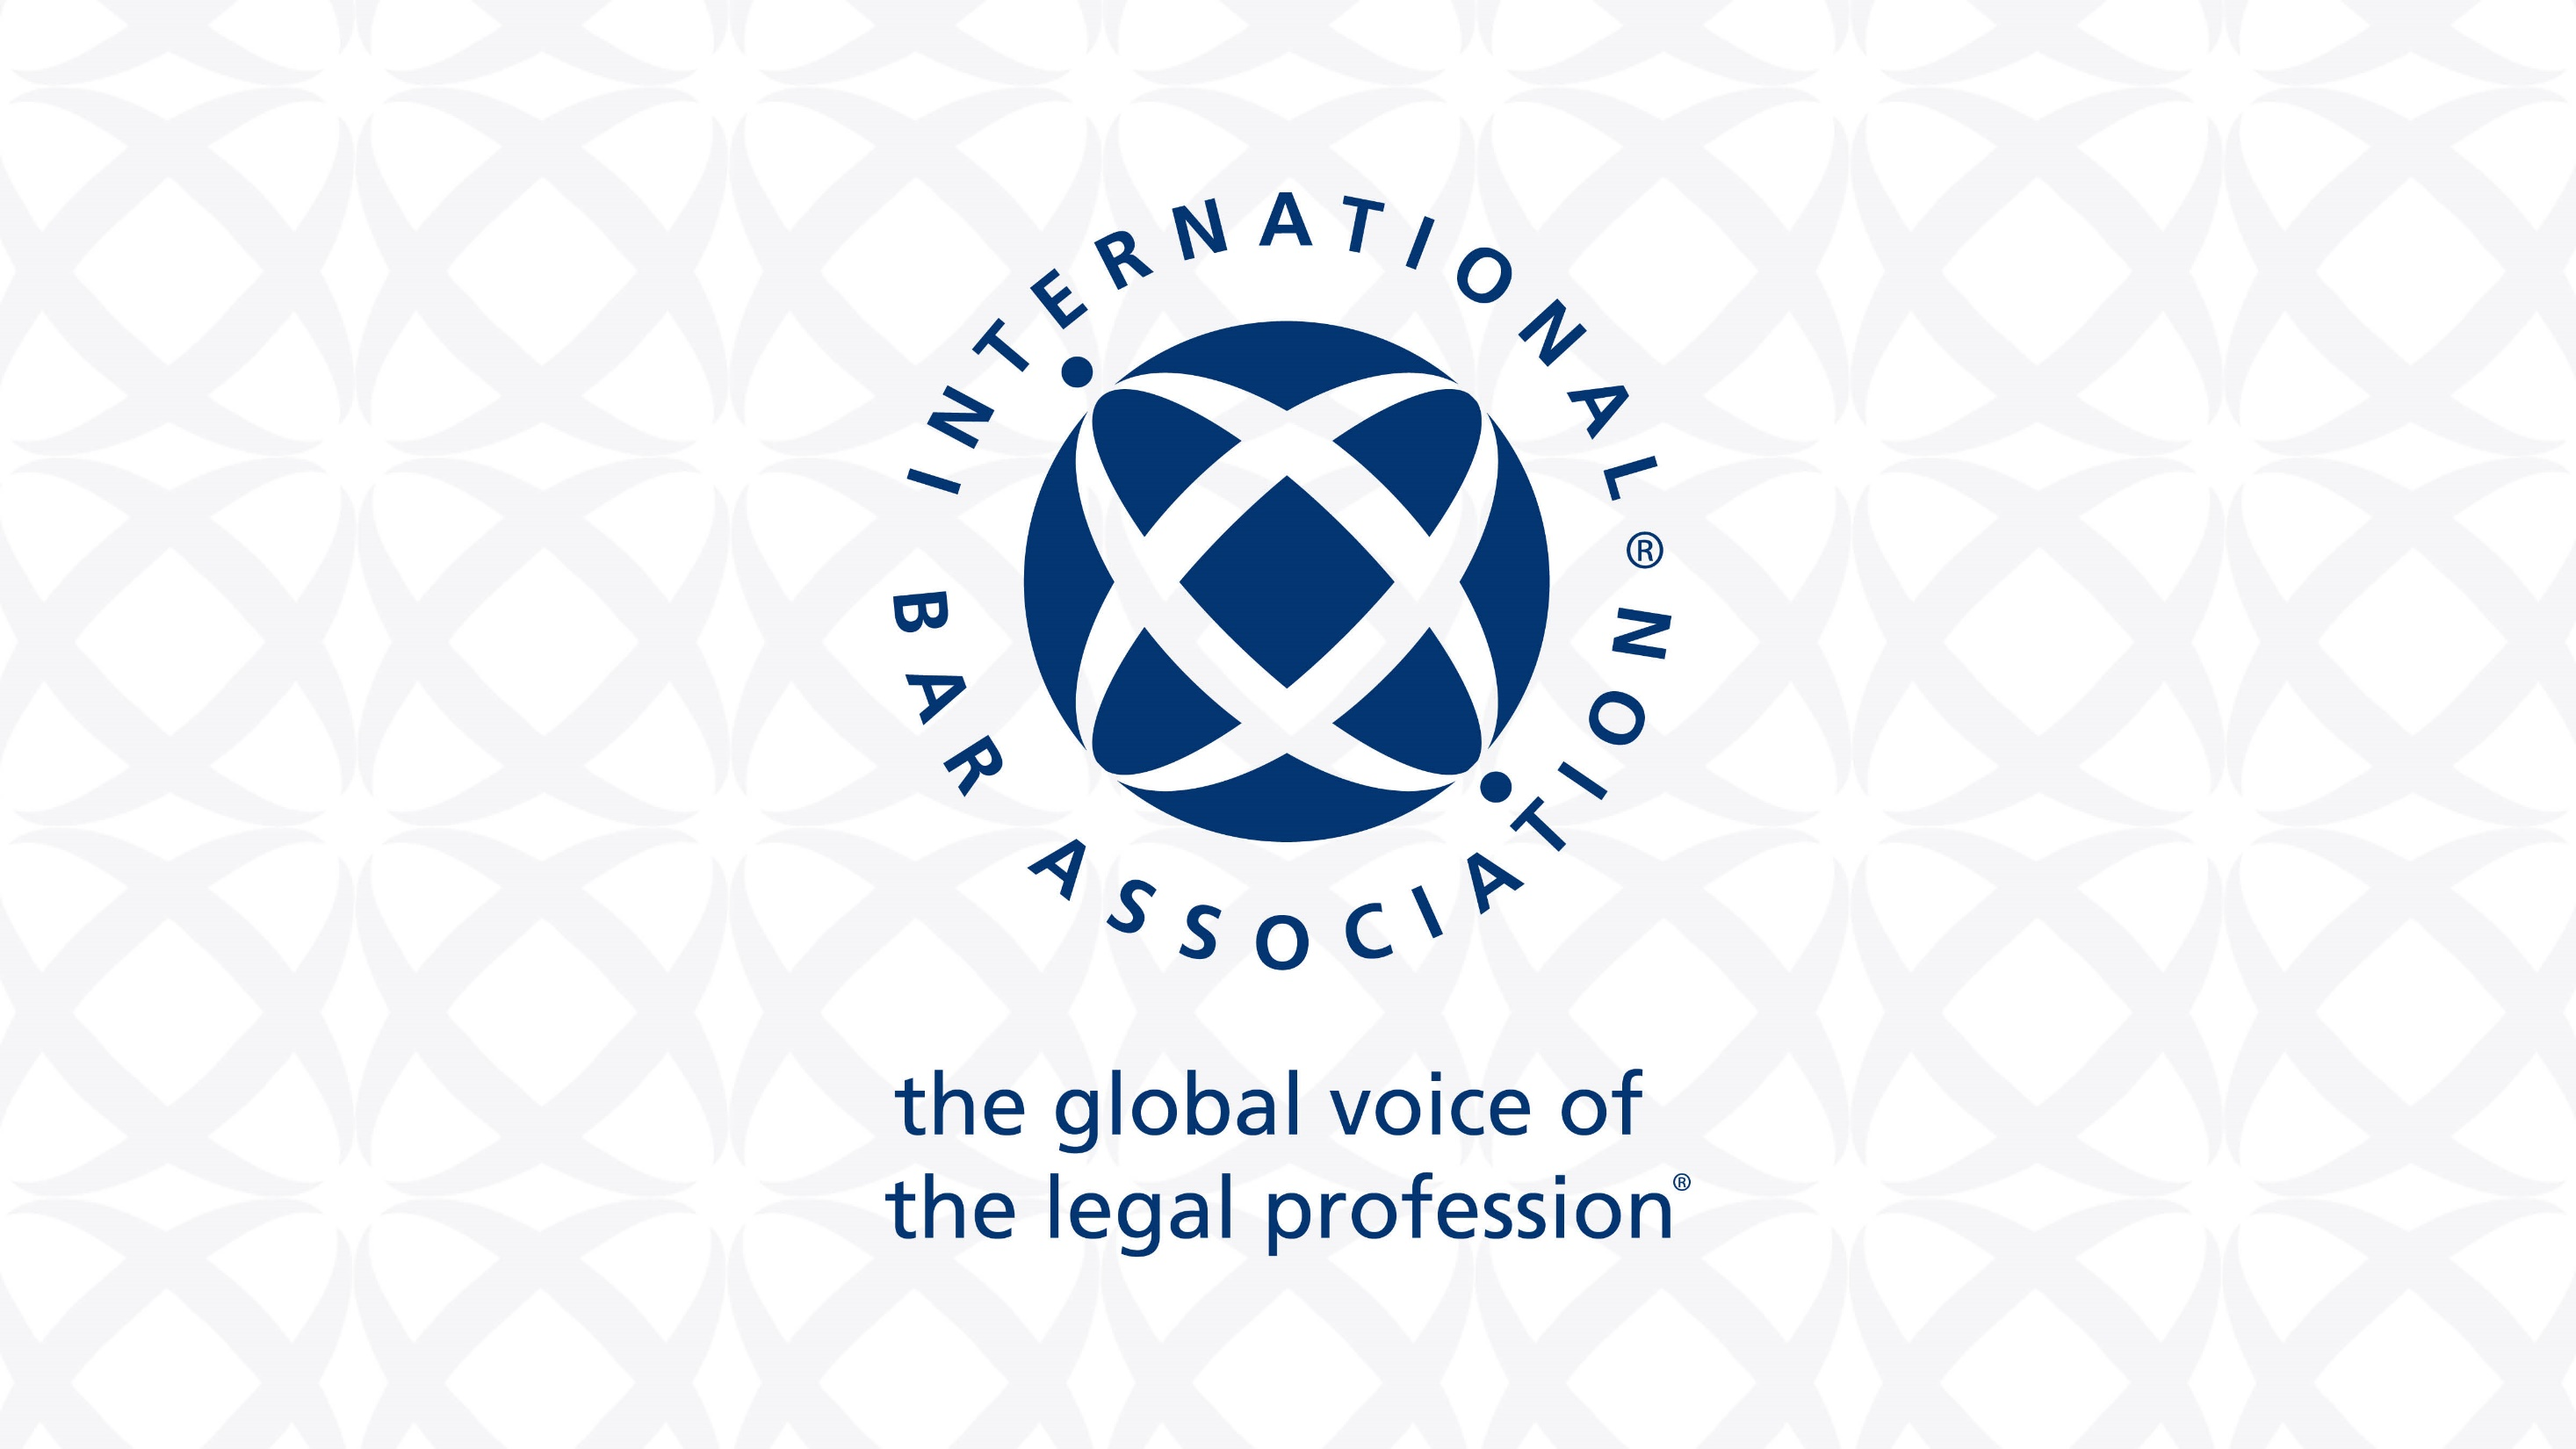 INTERNATIONAL®
BAR ASSOCIATION
the global voice of
the legal profession®